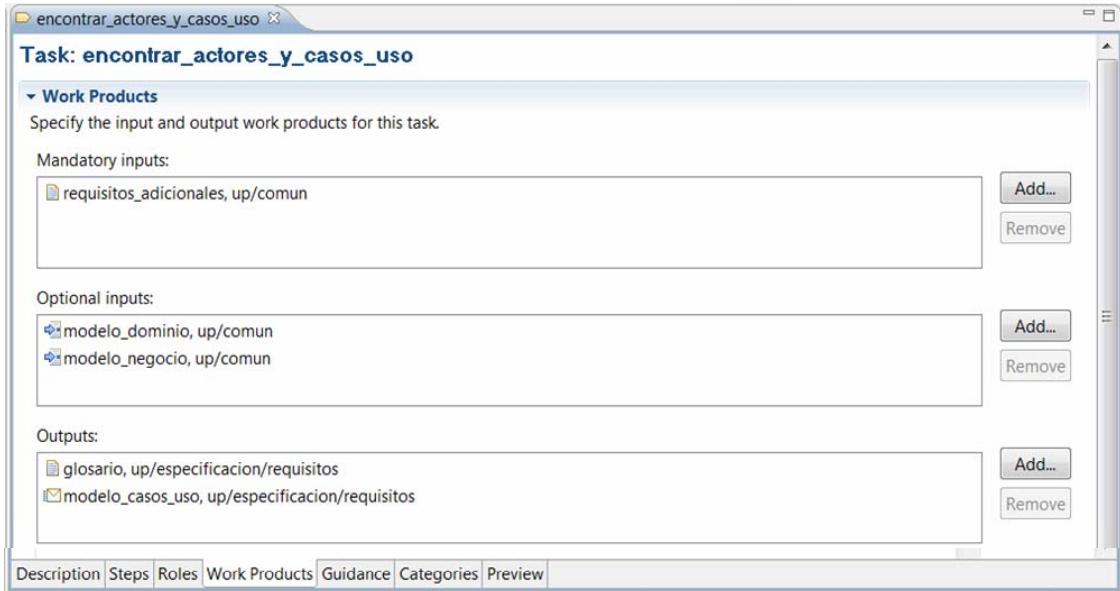 encontrar_actores_y_casos_uso
Task: encontrar_actores_y_casos_uso
Work Products
Specify the input and output work products for this task.
Mandatory inputs:
requisitos_adicionales, up/comun
Add...
Remove
Optional inputs:
modelo_dominio, up/comun
modelo_negocio, up/comun
Add...
Remove
Outputs:
glosario, up/especificacion/requisitos
modelo_casos_uso, up/especificacion/requisitos
Add...
Remove
Description Steps Roles Work Products Guidance Categories Preview